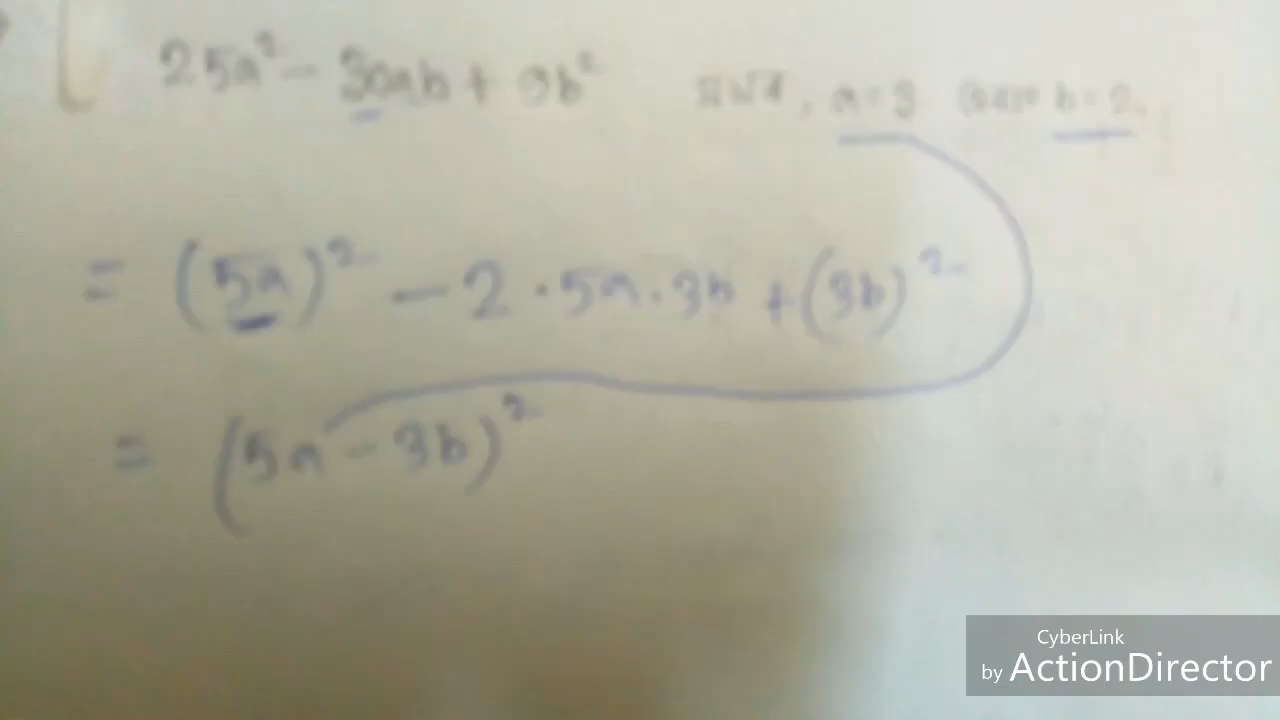 25a² - 30ab + 9b² a=3 b=2.
= (5a)² - 2·5a.3b + (3b)²
= (5a - 3b)²
CyberLink
by ActionDirector